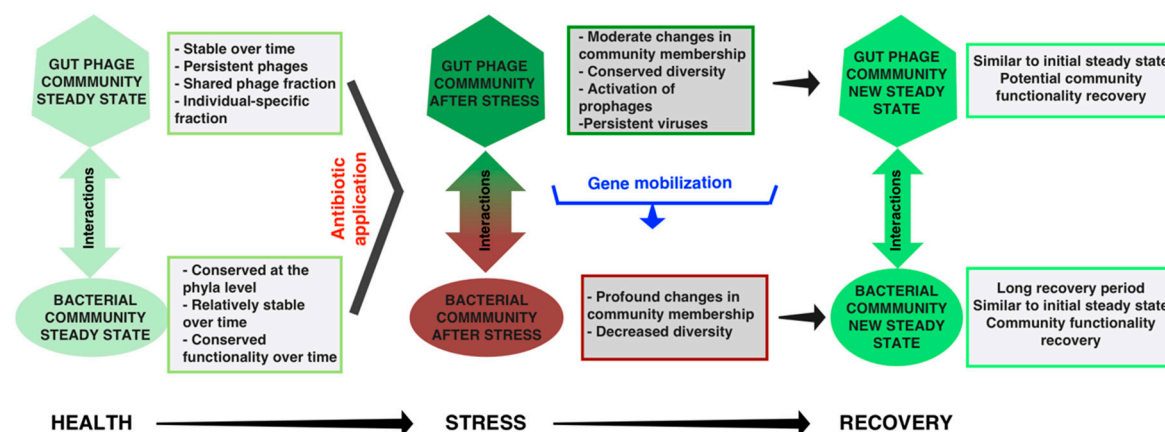 GUT PHAGE
COMMMUNITY
STEADY STATE
- Stable over time
- Persistent phages
- Shared phage fraction
- Individual-specific
fraction
Interactions
BACTERIAL
COMMMUNITY
STEADY STATE
- Conserved at the
phyla level
- Relatively stable
over time
- Conserved
functionality over time
Antibiotic
application
GUT PHAGE
COMMMUNITY
AFTER STRESS
- Moderate changes in
community membership
- Conserved diversity
- Activation of
prophages
-Persistent viruses
Interactions
Gene mobilization
BACTERIAL
COMMMUNITY
AFTER STRESS
- Profound changes in
community membership
- Decreased diversity
GUT PHAGE
COMMMUNITY
NEW STEADY
STATE
Similar to initial steady state
Potential community
functionality recovery
Interactions
BACTERIAL
COMMMUNITY
NEW STEADY
STATE
Long recovery period
Similar to initial steady state
Community functionality
recovery
HEALTH
STRESS
RECOVERY